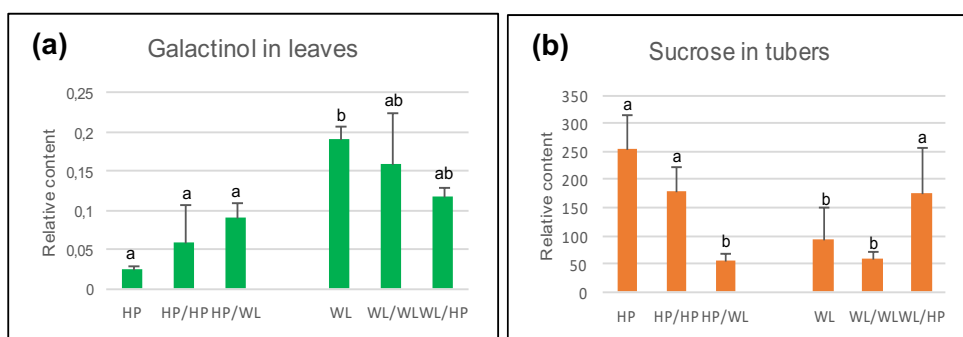 (a)
Galactinol in leaves
Relative content
0,25
0,2
0,15
0,1
0,05
0
a
a
a
b
ab
ab
HP
HP/HP
HP/WL
WL
WL/WL
WL/HP
(b)
Sucrose in tubers
Relative content
350
300
250
200
150
100
50
0
a
a
b
b
b
a
HP
HP/HP
HP/WL
WL
WL/WL
WL/HP